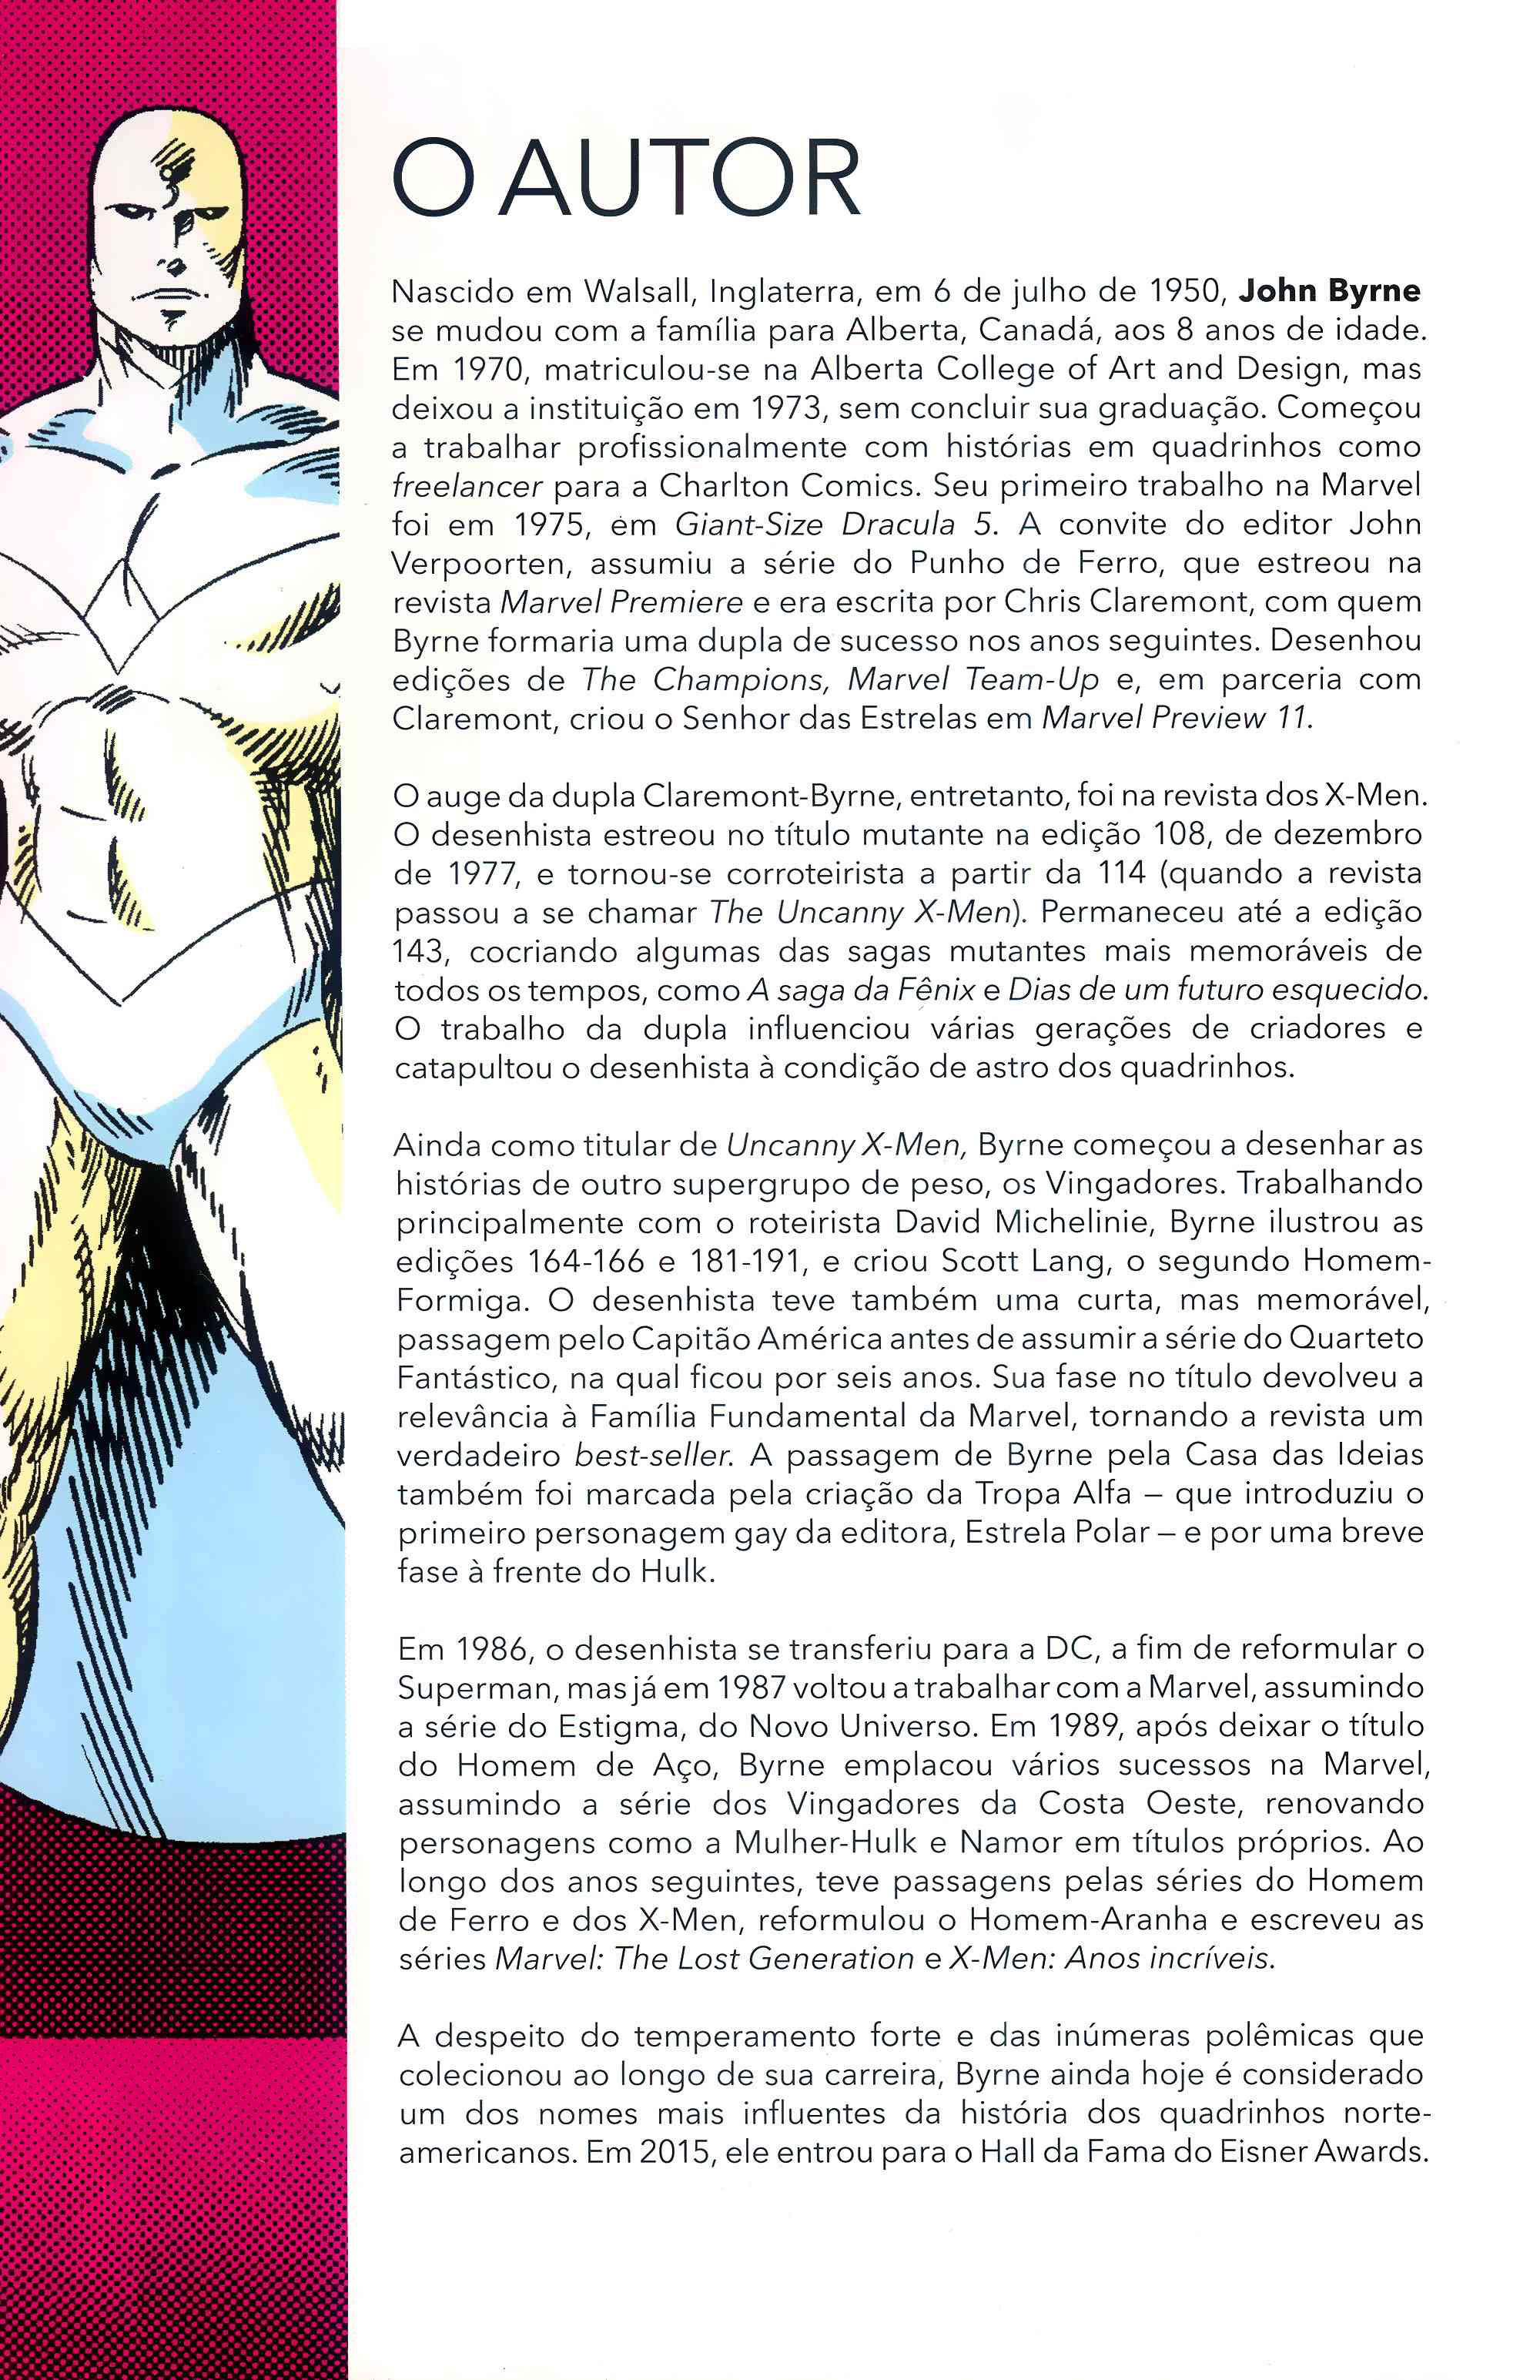 O AUTOR
Nascido em Walsall, Inglaterra, em 6 de julho de 1950, John Byrne
se mudou com a família para Alberta, Canadá, aos 8 anos de idade.
Em 1970, matriculou-se na Alberta College of Art and Design, mas
deixou a instituição em 1973, sem concluir sua graduação. Começou
a trabalhar profissionalmente com histórias em quadrinhos como
freelancer para a Charlton Comics. Seu primeiro trabalho na Marvel
foi em 1975, em Giant-Size Dracula 5. A convite do editor John
Verpoorten, assumiu a série do Punho de Ferro, que estreou na
revista Marvel Premiere e era escrita por Chris Claremont, com quem
Byrne formaria uma dupla de sucesso nos anos seguintes. Desenhou
edições de The Champions, Marvel Team-Up e, em parceria com
Claremont, criou o Senhor das Estrelas em Marvel Preview 11.
O auge da dupla Claremont-Byrne, entretanto, foi na revista dos X-Men.
O desenhista estreou no título mutante na edição 108, de dezembro
de 1977, e tornou-se corroteirista a partir da 114 (quando a revista
passou a se chamar The Uncanny X-Men). Permaneceu até a edição
143, cocriando algumas das sagas mutantes mais memoráveis de
todos os tempos, como A saga da Fênix e Dias de um futuro esquecido.
O trabalho da dupla influenciou várias gerações de criadores e
catapultou o desenhista à condição de astro dos quadrinhos.
Ainda como titular de Uncanny X-Men, Byrne começou a desenhar as
histórias de outro supergrupo de peso, os Vingadores. Trabalhando
principalmente com o roteirista David Michelinie, Byrne ilustrou as
edições 164-166 e 181-191, e criou Scott Lang, o segundo Homem-
Formiga. O desenhista teve também uma curta, mas memorável,
passagem pelo Capitão América antes de assumir a série do Quarteto
Fantástico, na qual ficou por seis anos. Sua fase no título devolveu a
relevância à Família Fundamental da Marvel, tornando a revista um
verdadeiro best-seller. A passagem de Byrne pela Casa das Ideias
também foi marcada pela criação da Tropa Alfa – que introduziu o
primeiro personagem gay da editora, Estrela Polar – e por uma breve
fase à frente do Hulk.
Em 1986, o desenhista se transferiu para a DC, a fim de reformular o
Superman, mas já em 1987 voltou a trabalhar com a Marvel, assumindo
a série do Estigma, do Novo Universo. Em 1989, após deixar o título
do Homem de Aço, Byrne emplacou vários sucessos na Marvel,
assumindo a série dos Vingadores da Costa Oeste, renovando
personagens como a Mulher-Hulk e Namor em títulos próprios. Ao
longo dos anos seguintes, teve passagens pelas séries do Homem
de Ferro e dos X-Men, reformulou o Homem-Aranha e escreveu as
séries Marvel: The Lost Generation e X-Men: Anos incríveis.
A despeito do temperamento forte e das inúmeras polêmicas que
colecionou ao longo de sua carreira, Byrne ainda hoje é considerado
um dos nomes mais influentes da história dos quadrinhos norte-
americanos. Em 2015, ele entrou para o Hall da Fama do Eisner Awards.